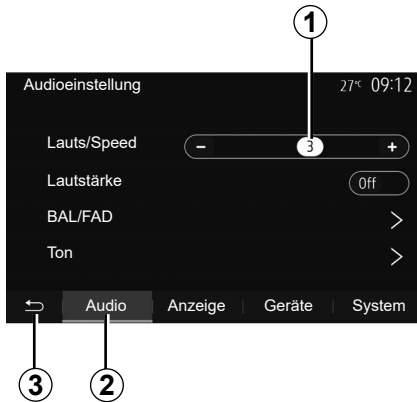 1
Audioeinstellung 27°C 09:12
Lauts/Speed - 3 +
Lautstärke Off
BAL/FAD >
Ton >
Audio Anzeige Geräte System
3 2